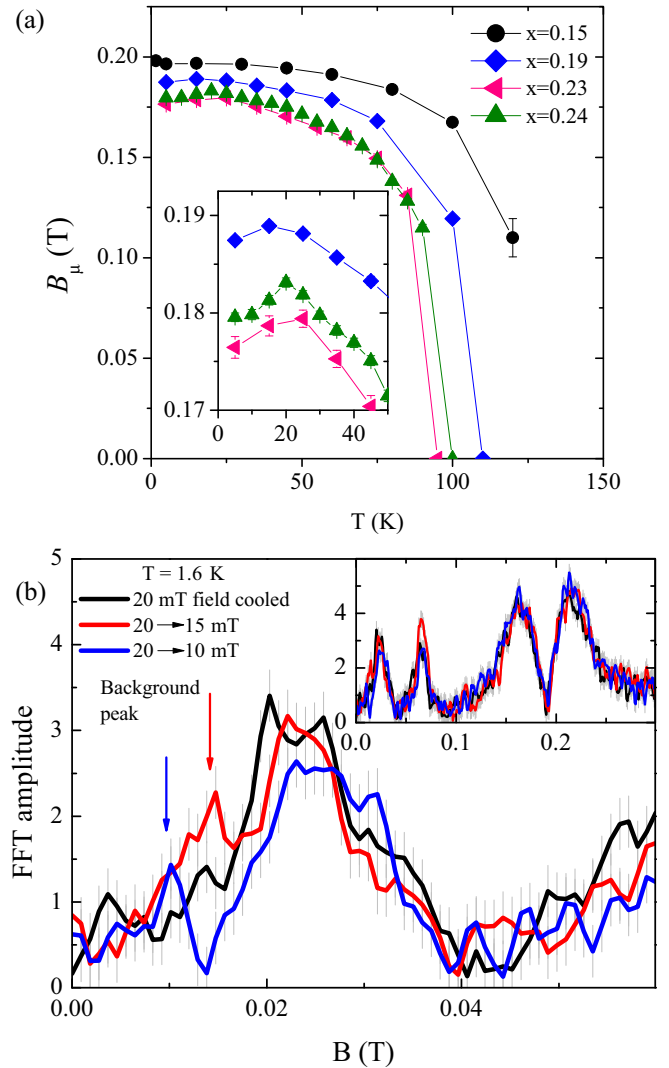 (a)
x=0.15
x=0.19
x=0.23
x=0.24
0.20
0.15
0.10
0.05
0.00
B_μ (T)
0.19
0.18
0.17
0 20 40
0 50 100 150
T (K)
(b)
T = 1.6 K
20 mT field cooled
20→15 mT
20→10 mT
Background
peak
5
4
3
2
1
0
FFT amplitude
4
2
0
0.0 0.1 0.2
0.00 0.02 0.04
B (T)